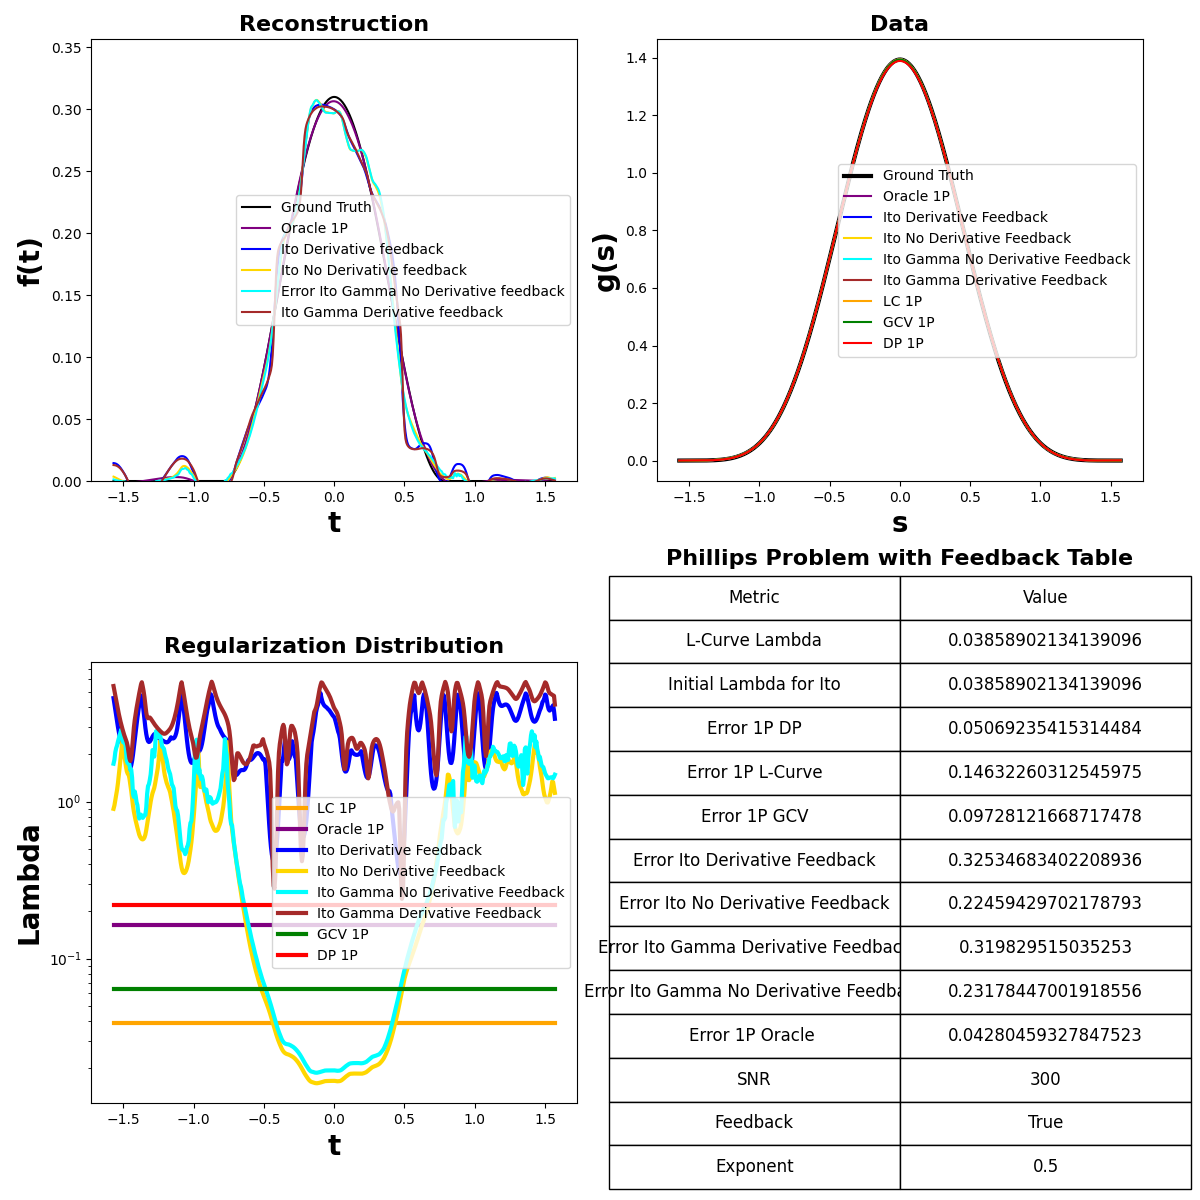 Reconstruction
0.35
0.30
0.25
0.20
0.15
0.10
0.05
0.00
f(t)
Ground Truth
Oracle 1P
Ito Derivative feedback
Ito No Derivative feedback
Error Ito Gamma No Derivative feedback
Ito Gamma Derivative feedback
−1.5 −1.0 −0.5 0.0 0.5 1.0 1.5
t
Data
1.4
1.2
1.0
0.8
0.6
0.4
0.2
0.0
g(s)
Ground Truth
Oracle 1P
Ito Derivative Feedback
Ito No Derivative Feedback
Ito Gamma No Derivative Feedback
Ito Gamma Derivative Feedback
LC 1P
GCV 1P
DP 1P
−1.5 −1.0 −0.5 0.0 0.5 1.0 1.5
s
Regularization Distribution
10⁰
10⁻¹
Lambda
LC 1P
Oracle 1P
Ito Derivative Feedback
Ito No Derivative Feedback
Ito Gamma No Derivative Feedback
Ito Gamma Derivative Feedback
GCV 1P
DP 1P
−1.5 −1.0 −0.5 0.0 0.5 1.0 1.5
t
Phillips Problem with Feedback Table
Metric Value
L-Curve Lambda 0.03858902134139096
Initial Lambda for Ito 0.03858902134139096
Error 1P DP 0.05069235415314484
Error 1P L-Curve 0.14632260312545975
Error 1P GCV 0.09728121668717478
Error Ito Derivative Feedback 0.32534683402208936
Error Ito No Derivative Feedback 0.22459429702178793
Error Ito Gamma Derivative Feedbac 0.319829515035253
Error Ito Gamma No Derivative Feedba 0.23178447001918556
Error 1P Oracle 0.04280459327847523
SNR 300
Feedback True
Exponent 0.5